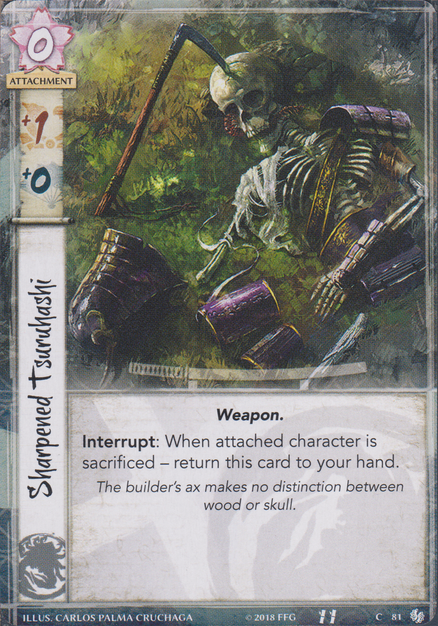 0
ATTACHMENT
+1
+0
Sharpened Tsuruhashi
Weapon.
Interrupt: When attached character is
sacrificed – return this card to your hand.
The builder's ax makes no distinction between
wood or skull.
ILLUS. CARLOS PALMA CRUCHAGA
© 2018 FFG
C 81